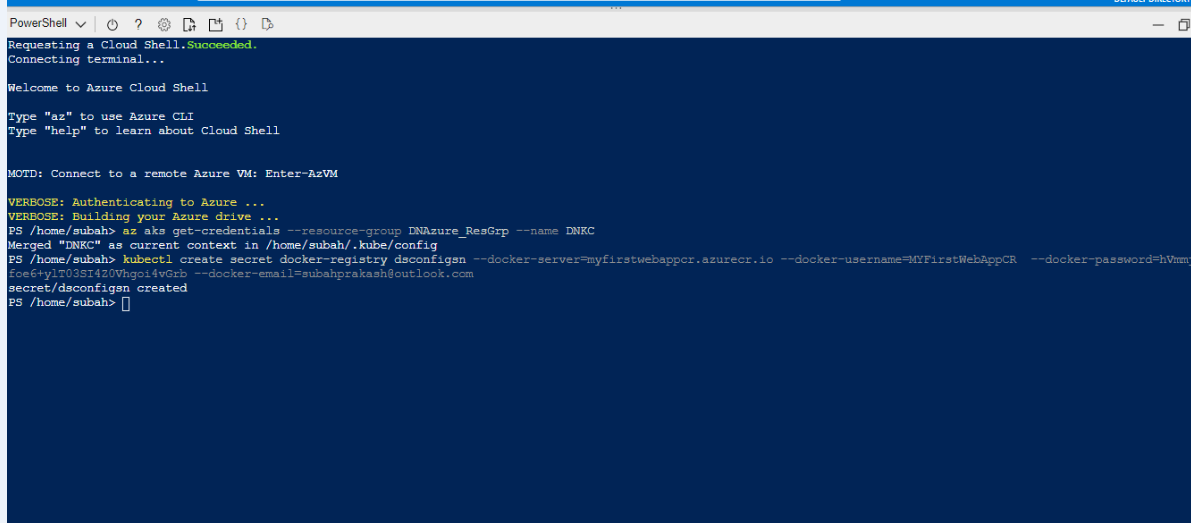 PowerShell
Requesting a Cloud Shell.Succeeded.
Connecting terminal...
Welcome to Azure Cloud Shell
Type "az" to use Azure CLI
Type "help" to learn about Cloud Shell
MOTD: Connect to a remote Azure VM: Enter-AzVM
VERBOSE: Authenticating to Azure ...
VERBOSE: Building your Azure drive ...
PS /home/subah> az aks get-credentials --resource-group DNAzure_ResGrp --name DNKC
Merged "DNKC" as current context in /home/subah/.kube/config
PS /home/subah> kubectl create secret docker-registry dsconfigsn --docker-server=myfirstwebappcr.azurecr.io --docker-username=MYFirstWebAppCR --docker-password=hVmm
foe6+ylT03SI4Z0Vhgoi4vGrb --docker-email=subahprakash@outlook.com
secret/dsconfigsn created
PS /home/subah>